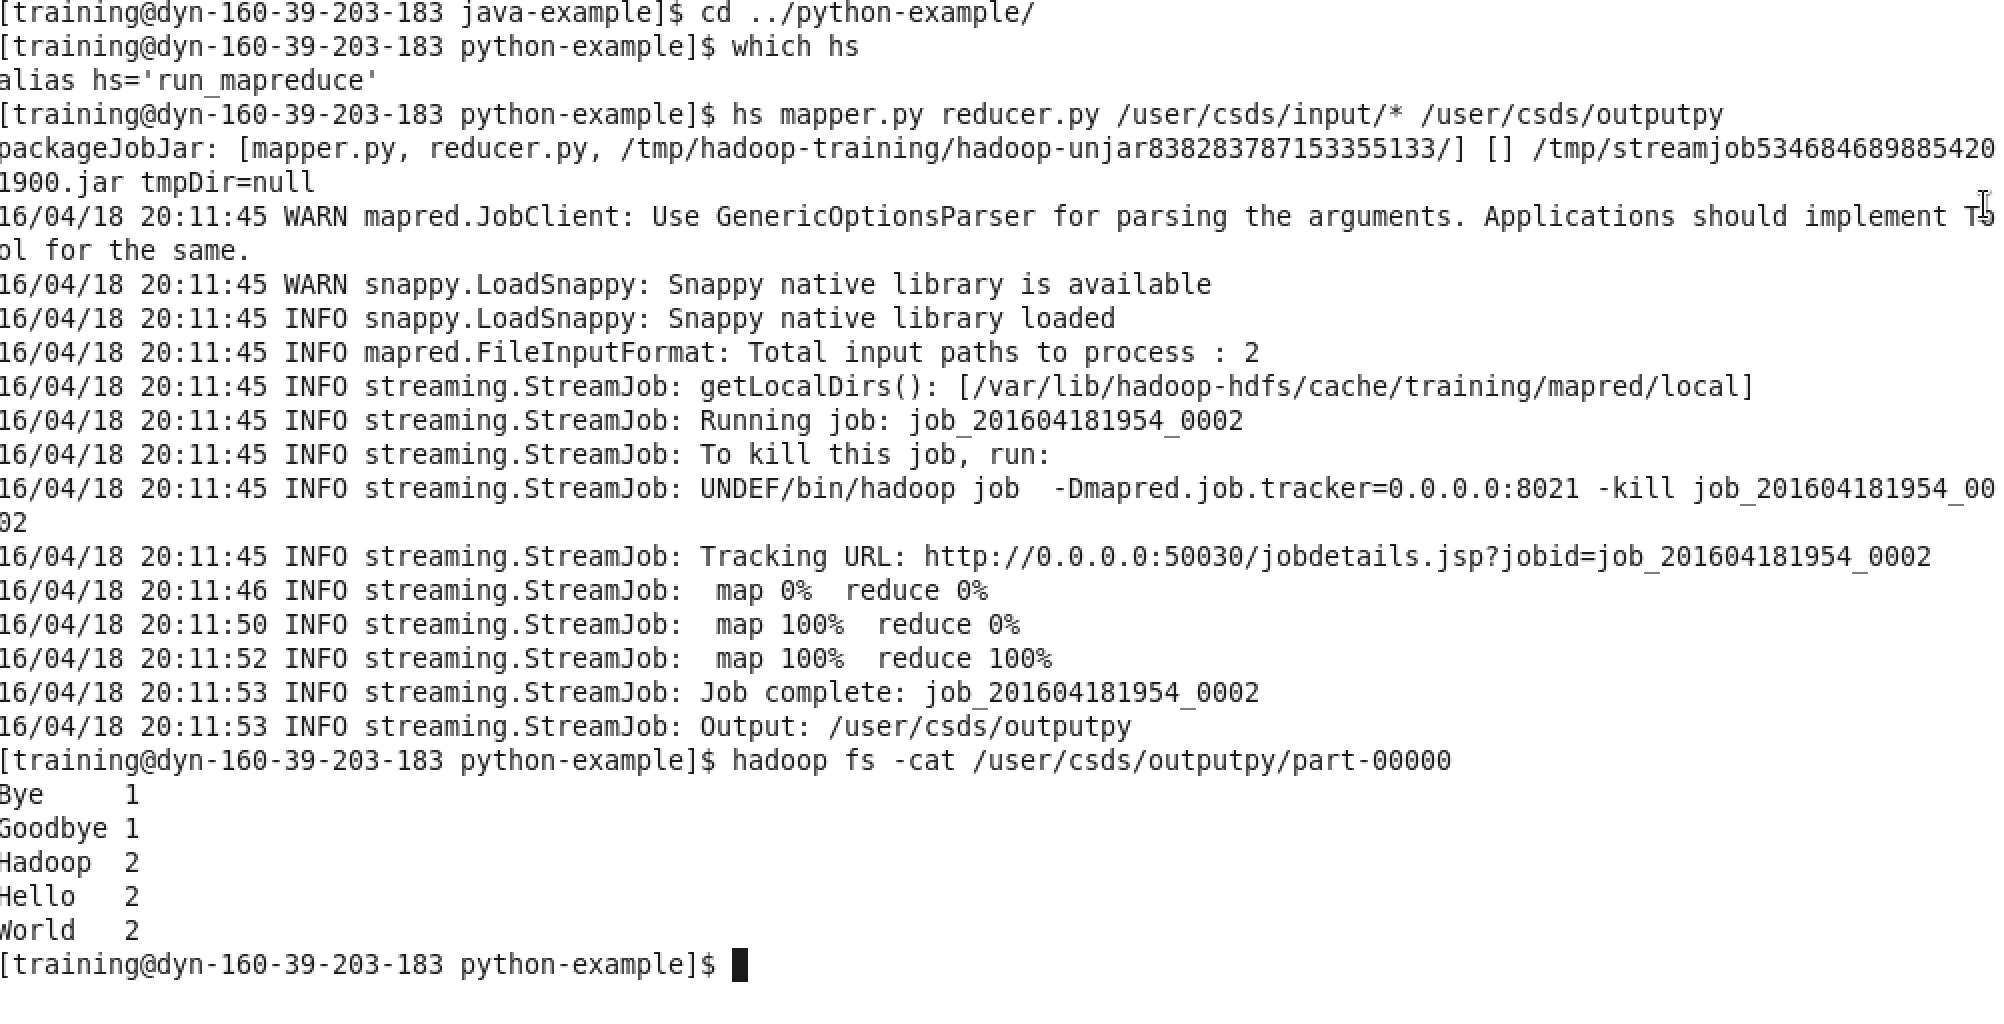 [training@dyn-160-39-203-183 java-example]$ cd ../python-example/
[training@dyn-160-39-203-183 python-example]$ which hs
alias hs='run_mapreduce'
[training@dyn-160-39-203-183 python-example]$ hs mapper.py reducer.py /user/csds/input/* /user/csds/outputpy
packageJobJar: [mapper.py, reducer.py, /tmp/hadoop-training/hadoop-unjar838283787153355133/] [] /tmp/streamjob534684689885420
1900.jar tmpDir=null
16/04/18 20:11:45 WARN mapred.JobClient: Use GenericOptionsParser for parsing the arguments. Applications should implement To
ol for the same.
16/04/18 20:11:45 WARN snappy.LoadSnappy: Snappy native library is available
16/04/18 20:11:45 INFO snappy.LoadSnappy: Snappy native library loaded
16/04/18 20:11:45 INFO mapred.FileInputFormat: Total input paths to process : 2
16/04/18 20:11:45 INFO streaming.StreamJob: getLocalDirs(): [/var/lib/hadoop-hdfs/cache/training/mapred/local]
16/04/18 20:11:45 INFO streaming.StreamJob: Running job: job_201604181954_0002
16/04/18 20:11:45 INFO streaming.StreamJob: To kill this job, run:
16/04/18 20:11:45 INFO streaming.StreamJob: UNDEF/bin/hadoop job  -Dmapred.job.tracker=0.0.0.0:8021 -kill job_201604181954_00
02
16/04/18 20:11:45 INFO streaming.StreamJob: Tracking URL: http://0.0.0.0:50030/jobdetails.jsp?jobid=job_201604181954_0002
16/04/18 20:11:46 INFO streaming.StreamJob:  map 0%  reduce 0%
16/04/18 20:11:50 INFO streaming.StreamJob:  map 100%  reduce 0%
16/04/18 20:11:52 INFO streaming.StreamJob:  map 100%  reduce 100%
16/04/18 20:11:53 INFO streaming.StreamJob: Job complete: job_201604181954_0002
16/04/18 20:11:53 INFO streaming.StreamJob: Output: /user/csds/outputpy
[training@dyn-160-39-203-183 python-example]$ hadoop fs -cat /user/csds/outputpy/part-00000
Bye     1
Goodbye 1
Hadoop  2
Hello   2
World   2
[training@dyn-160-39-203-183 python-example]$